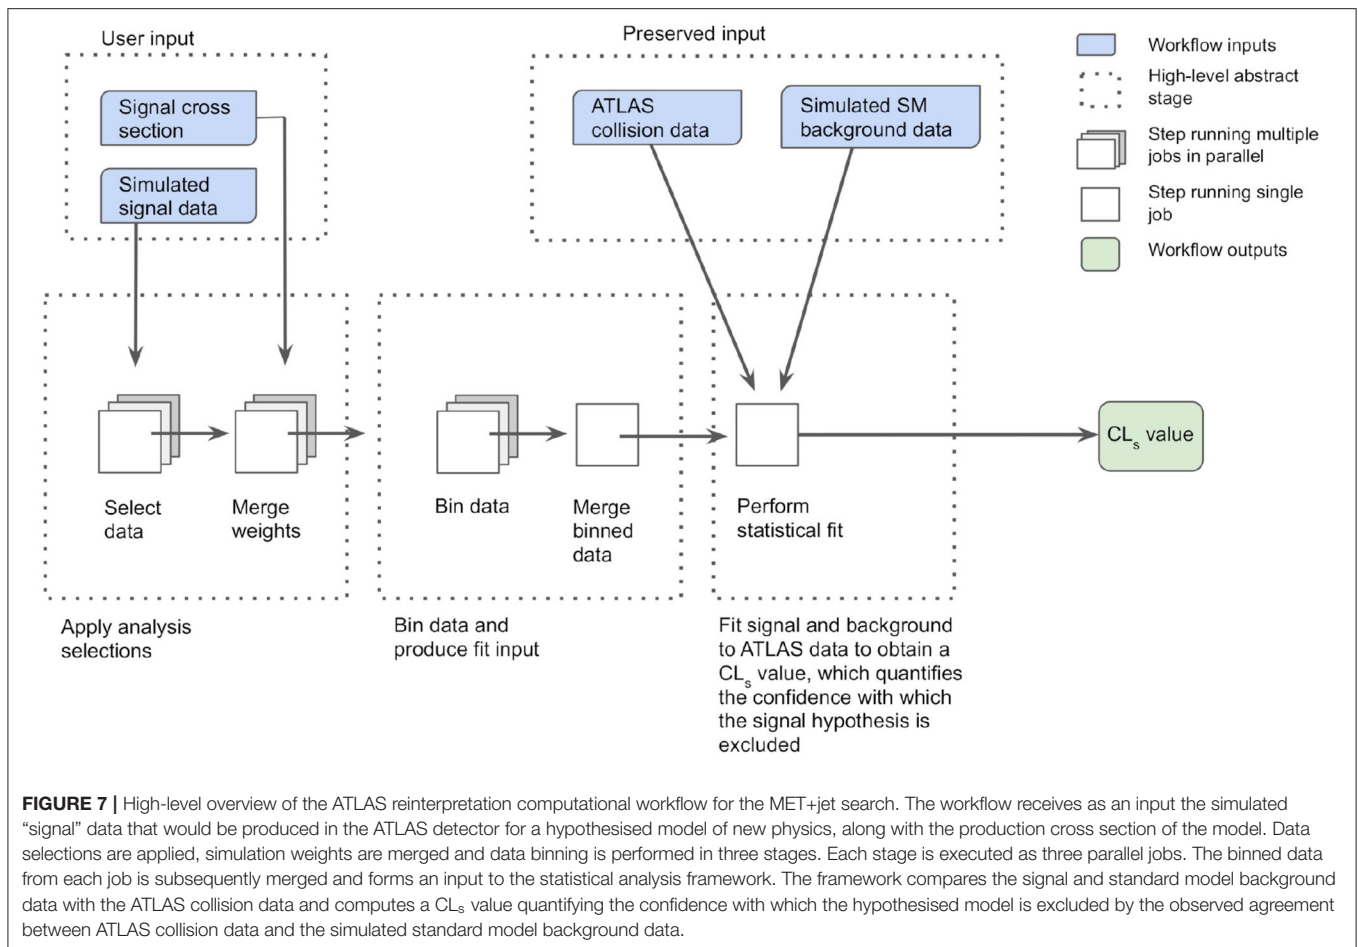 User input
Signal cross
section
Simulated
signal data
Preserved input
ATLAS
collision data
Simulated SM
background data
Workflow inputs
High-level abstract
stage
Step running multiple
jobs in parallel
Step running single
job
Workflow outputs
Select
data
Merge
weights
Bin data
Merge
binned
data
Perform
statistical fit
CLs value
Apply analysis
selections
Bin data and
produce fit input
Fit signal and background
to ATLAS data to obtain a
CLs value, which quantifies
the confidence with which
the signal hypothesis is
excluded
FIGURE 7 | High-level overview of the ATLAS reinterpretation computational workflow for the MET+jet search. The workflow receives as an input the simulated
“signal” data that would be produced in the ATLAS detector for a hypothesised model of new physics, along with the production cross section of the model. Data
selections are applied, simulation weights are merged and data binning is performed in three stages. Each stage is executed as three parallel jobs. The binned data
from each job is subsequently merged and forms an input to the statistical analysis framework. The framework compares the signal and standard model background
data with the ATLAS collision data and computes a CLs value quantifying the confidence with which the hypothesised model is excluded by the observed agreement
between ATLAS collision data and the simulated standard model background data.